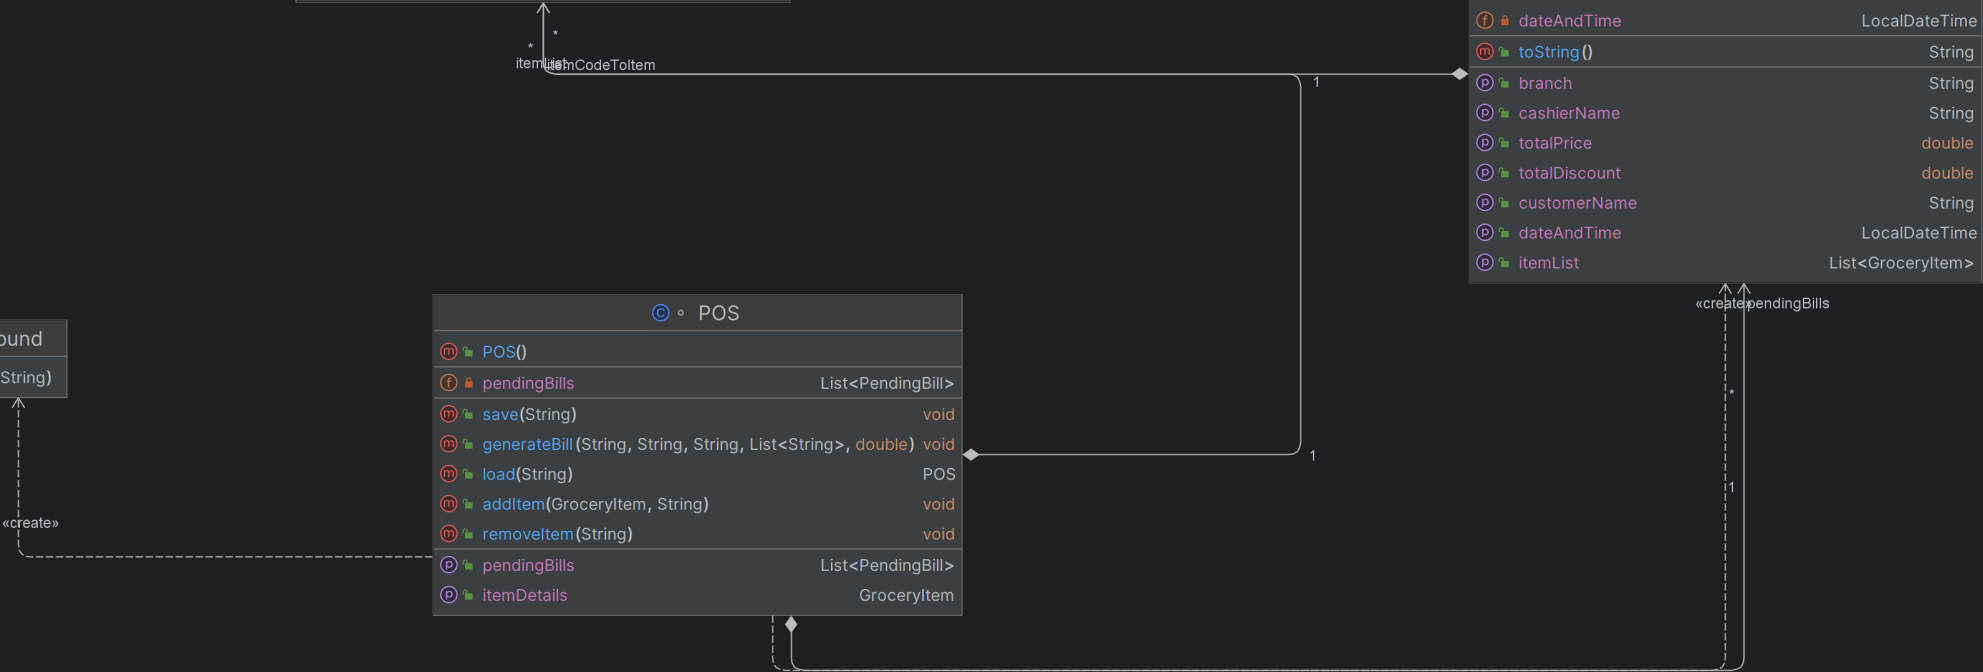 dateAndTime LocalDateTime
toString() String
branch String
cashierName String
totalPrice double
totalDiscount double
customerName String
dateAndTime LocalDateTime
itemList List<GroceryItem>
*
*
itemList
itemCodeToItem
1
1
«create»
pendingBills
*
1
ound
String)
«create»
POS
POS()
pendingBills List<PendingBill>
save(String) void
generateBill(String, String, String, List<String>, double) void
load(String) POS
addItem(GroceryItem, String) void
removeItem(String) void
pendingBills List<PendingBill>
itemDetails GroceryItem